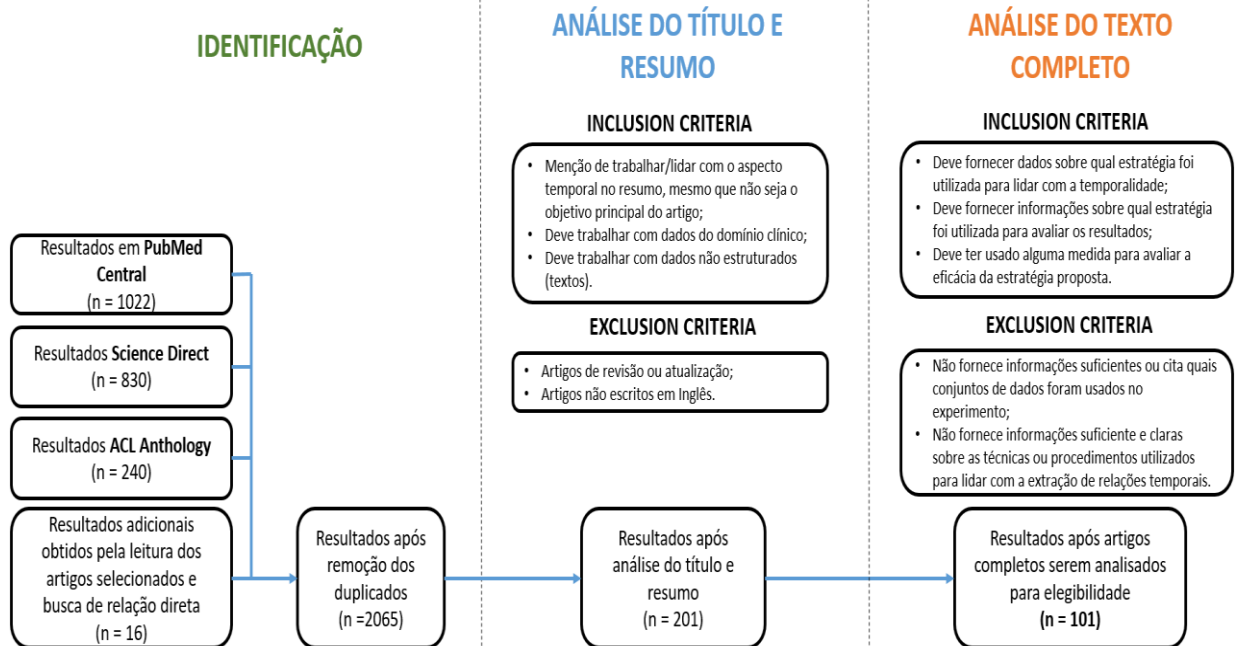 IDENTIFICAÇÃO
Resultados em PubMed
Central
(n = 1022)
Resultados Science Direct
(n = 830)
Resultados ACL Anthology
(n = 240)
Resultados adicionais
obtidos pela leitura dos
artigos selecionados e
busca de relação direta
(n = 16)
Resultados após
remoção dos
duplicados
(n =2065)
ANÁLISE DO TÍTULO E
RESUMO
INCLUSION CRITERIA
• Menção de trabalhar/lidar com o aspecto
temporal no resumo, mesmo que não seja o
objetivo principal do artigo;
• Deve trabalhar com dados do domínio clínico;
• Deve trabalhar com dados não estruturados
(textos).
EXCLUSION CRITERIA
• Artigos de revisão ou atualização;
• Artigos não escritos em Inglês.
Resultados após
análise do título e
resumo
(n = 201)
ANÁLISE DO TEXTO
COMPLETO
INCLUSION CRITERIA
• Deve fornecer dados sobre qual estratégia foi
utilizada para lidar com a temporalidade;
• Deve fornecer informações sobre qual estratégia
foi utilizada para avaliar os resultados;
• Deve ter usado alguma medida para avaliar a
eficácia da estratégia proposta.
EXCLUSION CRITERIA
• Não fornece informações suficientes ou cita quais
conjuntos de dados foram usados no
experimento;
• Não fornece informações suficiente e claras
sobre as técnicas ou procedimentos utilizados
para lidar com a extração de relações temporais.
Resultados após artigos
completos serem analisados
para elegibilidade
(n = 101)